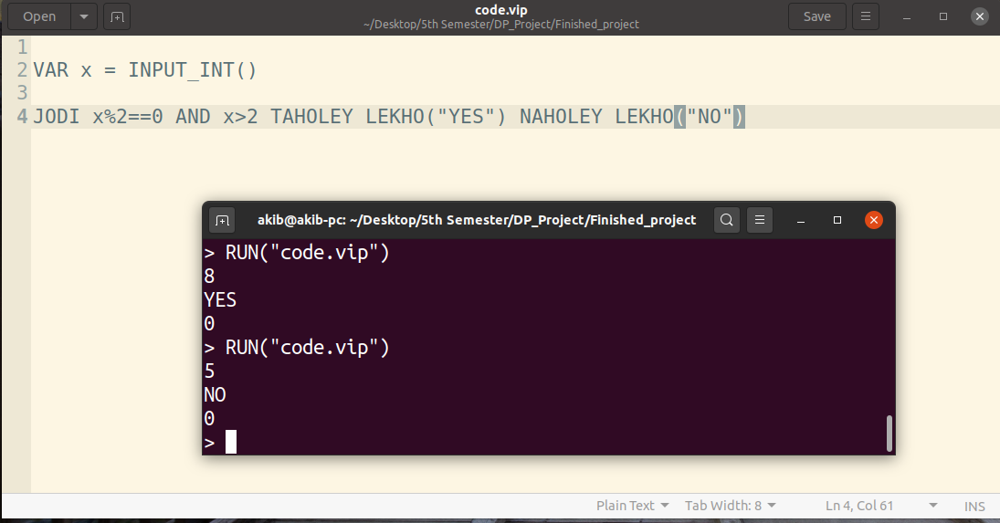 Open
code.vip
~/Desktop/5th Semester/DP_Project/Finished_project
Save
1
2 VAR x = INPUT_INT()
3
4 JODI x%2==0 AND x>2 TAHOLEY LEKHO("YES") NAHOLEY LEKHO("NO")
akib@akib-pc: ~/Desktop/5th Semester/DP_Project/Finished_project
> RUN("code.vip")
8
YES
0
> RUN("code.vip")
5
NO
0
>
Plain Text Tab Width: 8 Ln 4, Col 61 INS